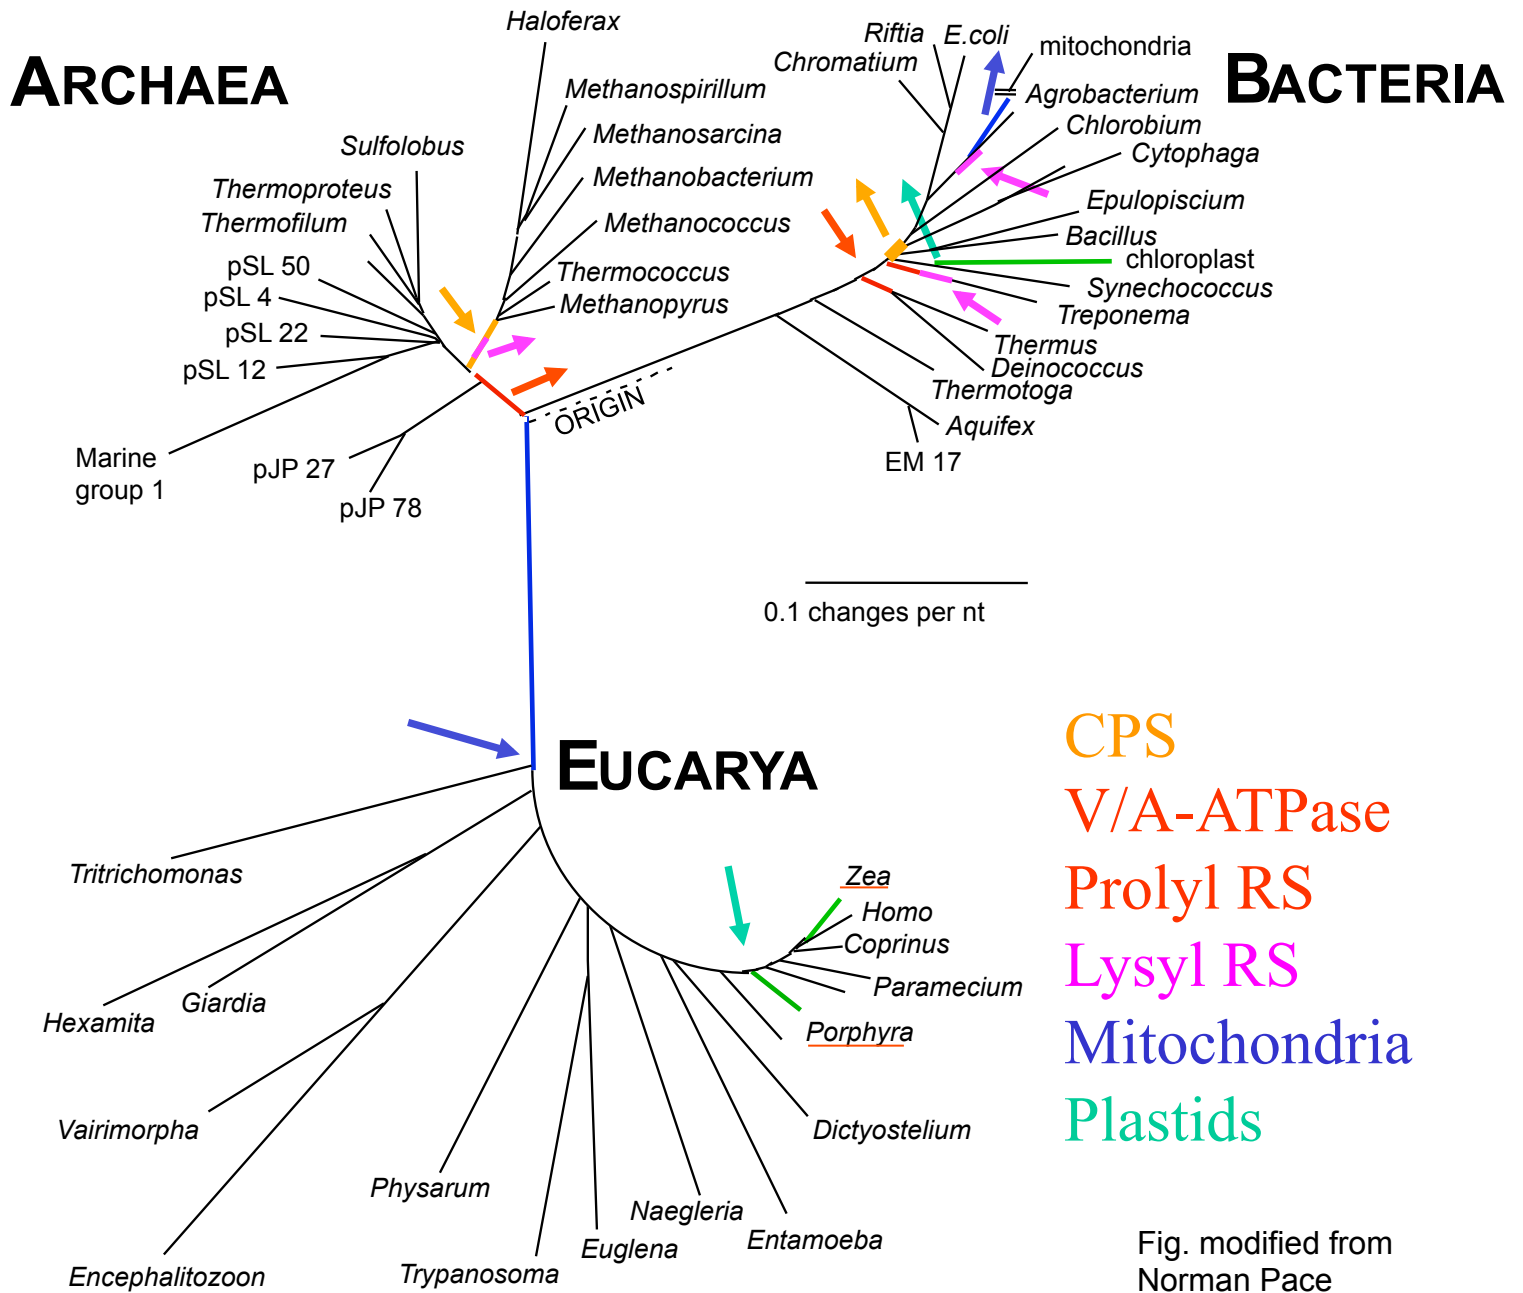 ARCHAEA
BACTERIA
Haloferax
Methanospirillum
Methanosarcina
Methanobacterium
Methanococcus
Thermococcus
Methanopyrus
Sulfolobus
Thermoproteus
Thermofilum
pSL 50
pSL 4
pSL 22
pSL 12
Marine
group 1
pJP 27
pJP 78
ORIGIN
Riftia
E.coli
Chromatium
mitochondria
Agrobacterium
Chlorobium
Cytophaga
Epulopiscium
Bacillus
chloroplast
Synechococcus
Treponema
Thermus
Deinococcus
Thermotoga
Aquifex
EM 17
0.1 changes per nt
EUCARYA
Tritrichomonas
Hexamita
Giardia
Vairimorpha
Encephalitozoon
Physarum
Trypanosoma
Euglena
Naegleria
Entamoeba
Dictyostelium
Porphyra
Paramecium
Coprinus
Homo
Zea
CPS
V/A-ATPase
Prolyl RS
Lysyl RS
Mitochondria
Plastids
Fig. modified from
Norman Pace